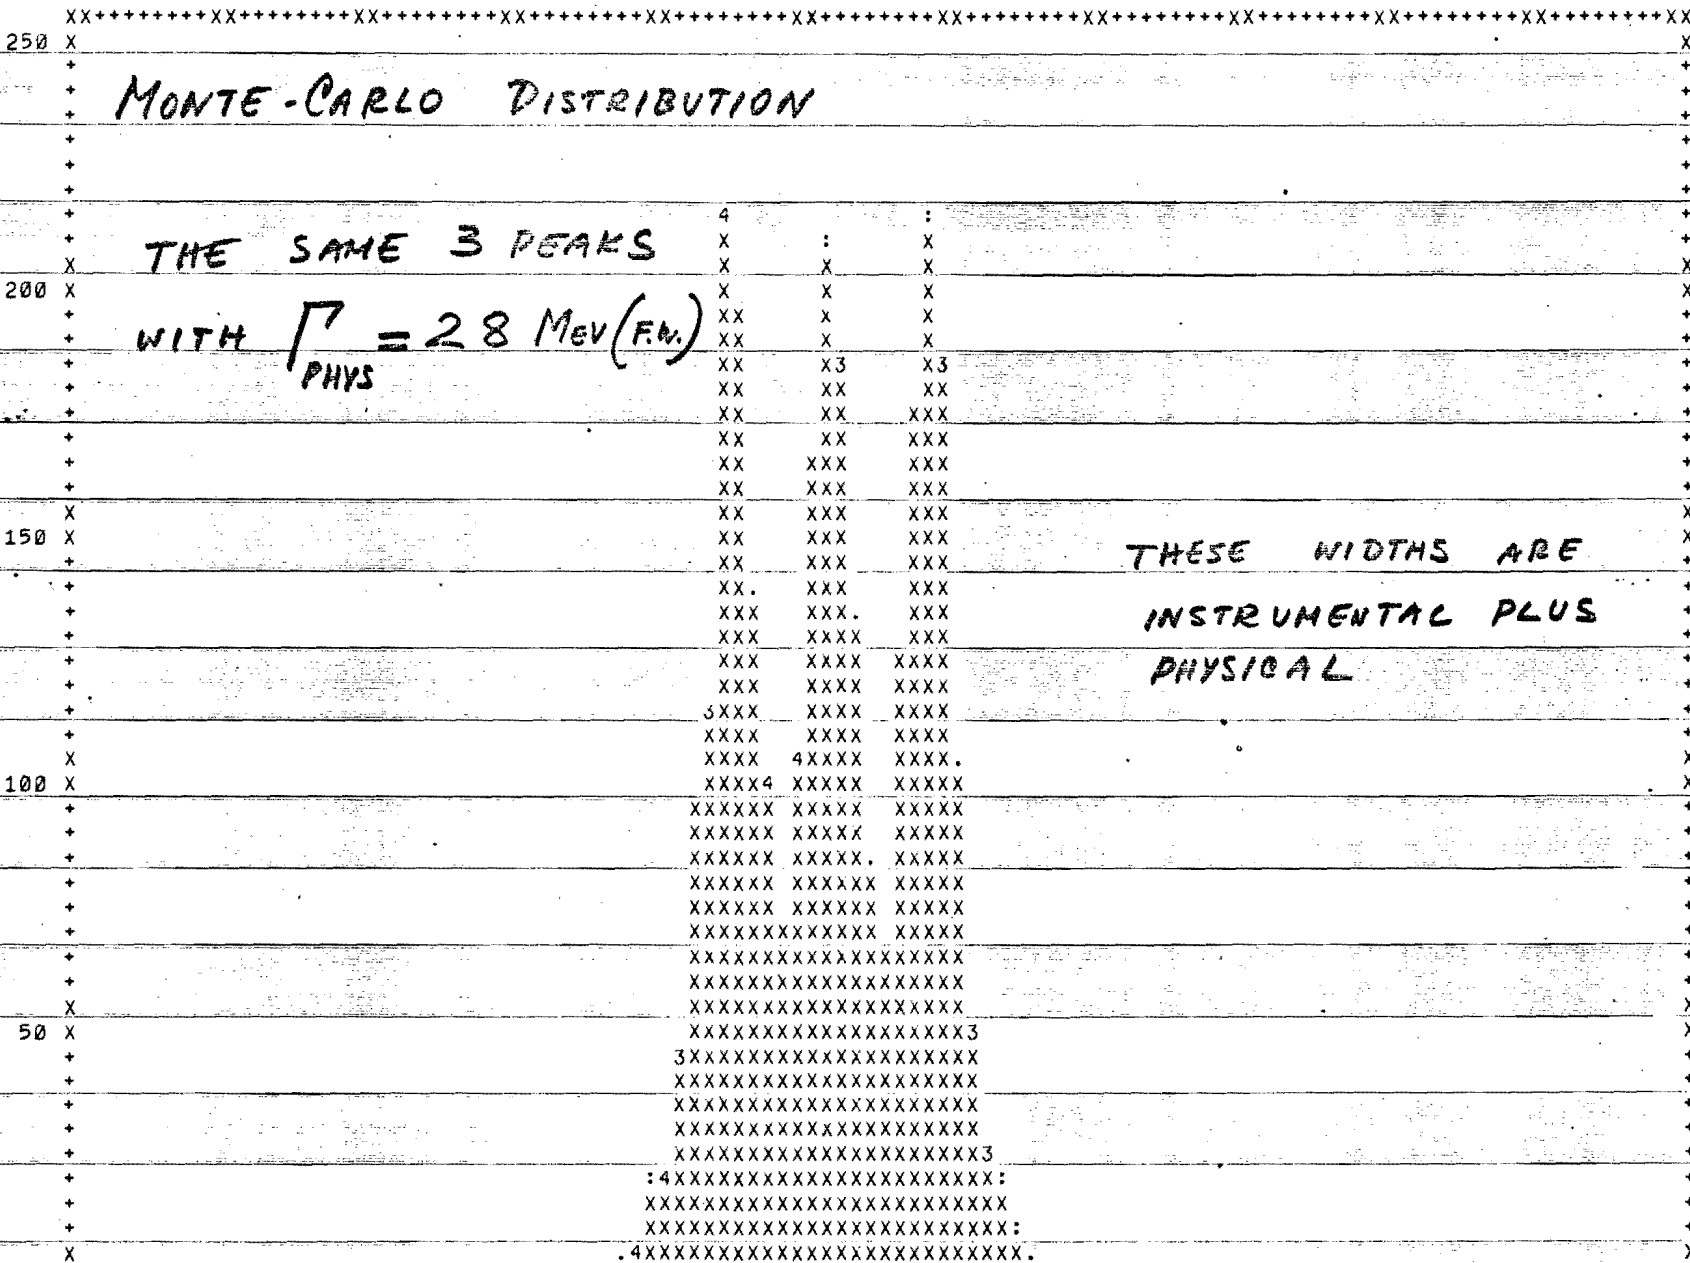 250
MONTE-CARLO DISTRIBUTION
THE SAME 3 PEAKS
200
WITH Γ PHYS = 28 MEV (F.W.)
150
THESE WIDTHS ARE
INSTRUMENTAL PLUS
PHYSICAL
100
50